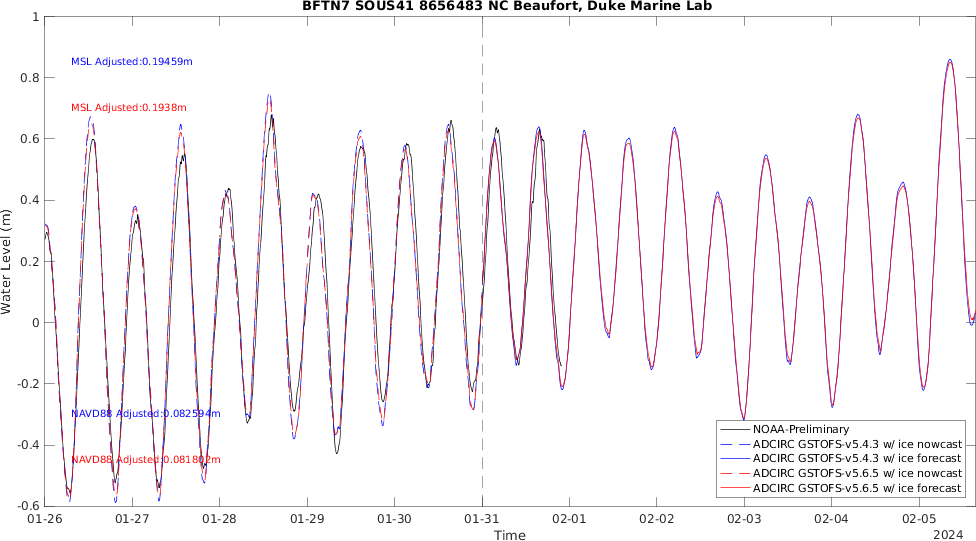 BFTN7 SOUS41 8656483 NC Beaufort, Duke Marine Lab
1
0.8
0.6
0.4
0.2
0
-0.2
-0.4
-0.6
Water Level (m)
MSL Adjusted:0.19459m
MSL Adjusted:0.1938m
NAVD88 Adjusted:0.082594m
NAVD88 Adjusted:0.081802m
NOAA-Preliminary
ADCIRC GSTOFS-v5.4.3 w/ ice nowcast
ADCIRC GSTOFS-v5.4.3 w/ ice forecast
ADCIRC GSTOFS-v5.6.5 w/ ice nowcast
ADCIRC GSTOFS-v5.6.5 w/ ice forecast
01-26 01-27 01-28 01-29 01-30 01-31 02-01 02-02 02-03 02-04 02-05
Time
2024